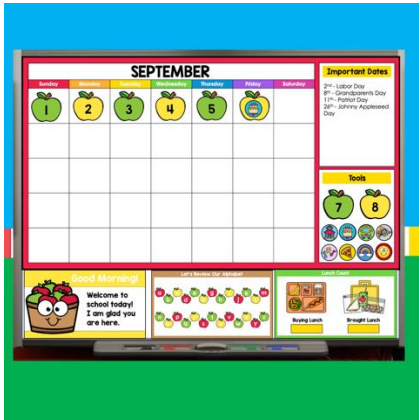 SEPTEMBER
Sunday Monday Tuesday Wednesday Thursday Friday Saturday
1 2 3 4 5
Important Dates
2nd - Labor Day
8th - Grandparents Day
11th - Patriot Day
26th - Johnny Appleseed
Day
Tools
7 8
Good Morning!
Welcome to
school today!
I am glad you
are here.
Let's Review Our Alphabet
Lunch Count
Buying Lunch Brought Lunch